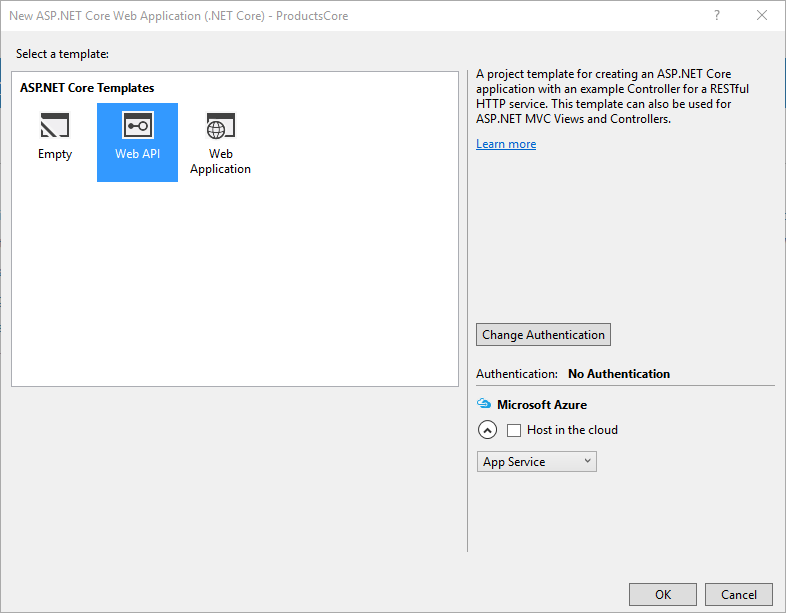 New ASP.NET Core Web Application (.NET Core) - ProductsCore
?
Select a template:
ASP.NET Core Templates
Empty
Web API
Web
Application
A project template for creating an ASP.NET Core
application with an example Controller for a RESTful
HTTP service. This template can also be used for
ASP.NET MVC Views and Controllers.
Learn more
Change Authentication
Authentication: No Authentication
Microsoft Azure
Host in the cloud
App Service
OK
Cancel